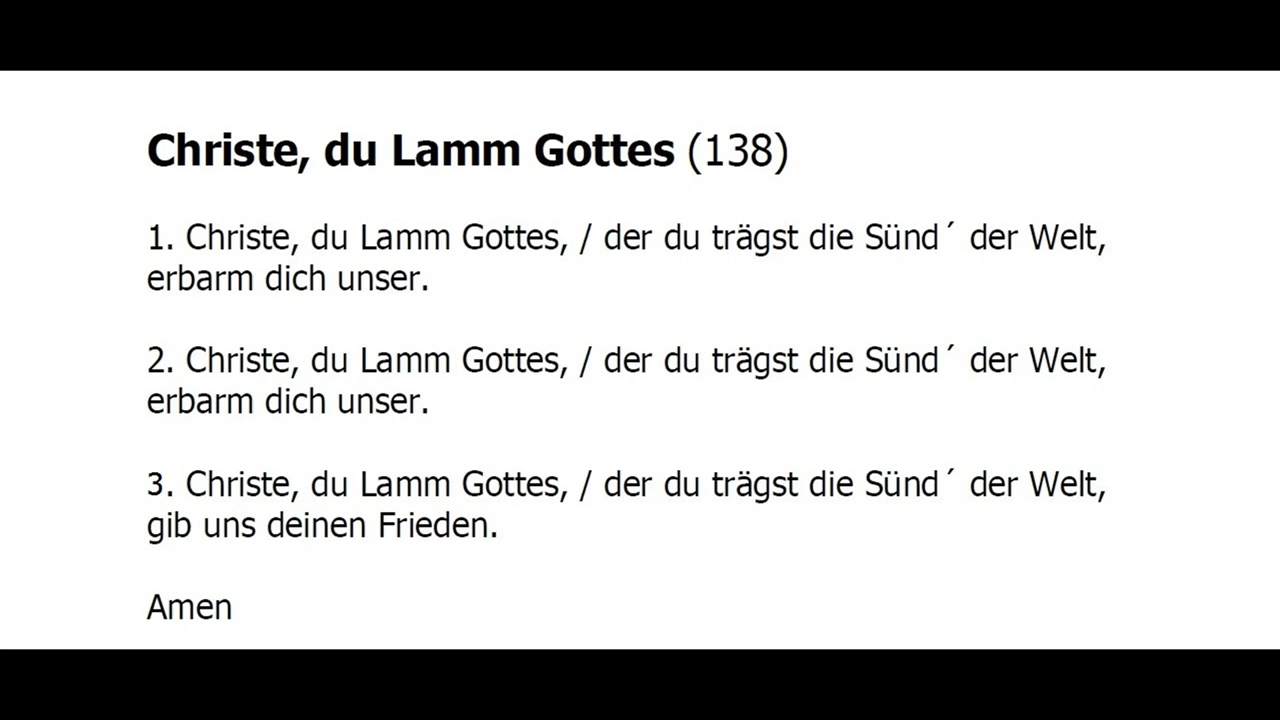 Christe, du Lamm Gottes (138)
1. Christe, du Lamm Gottes, / der du trägst die Sünd´ der Welt,
erbarm dich unser.
2. Christe, du Lamm Gottes, / der du trägst die Sünd´ der Welt,
erbarm dich unser.
3. Christe, du Lamm Gottes, / der du trägst die Sünd´ der Welt,
gib uns deinen Frieden.
Amen